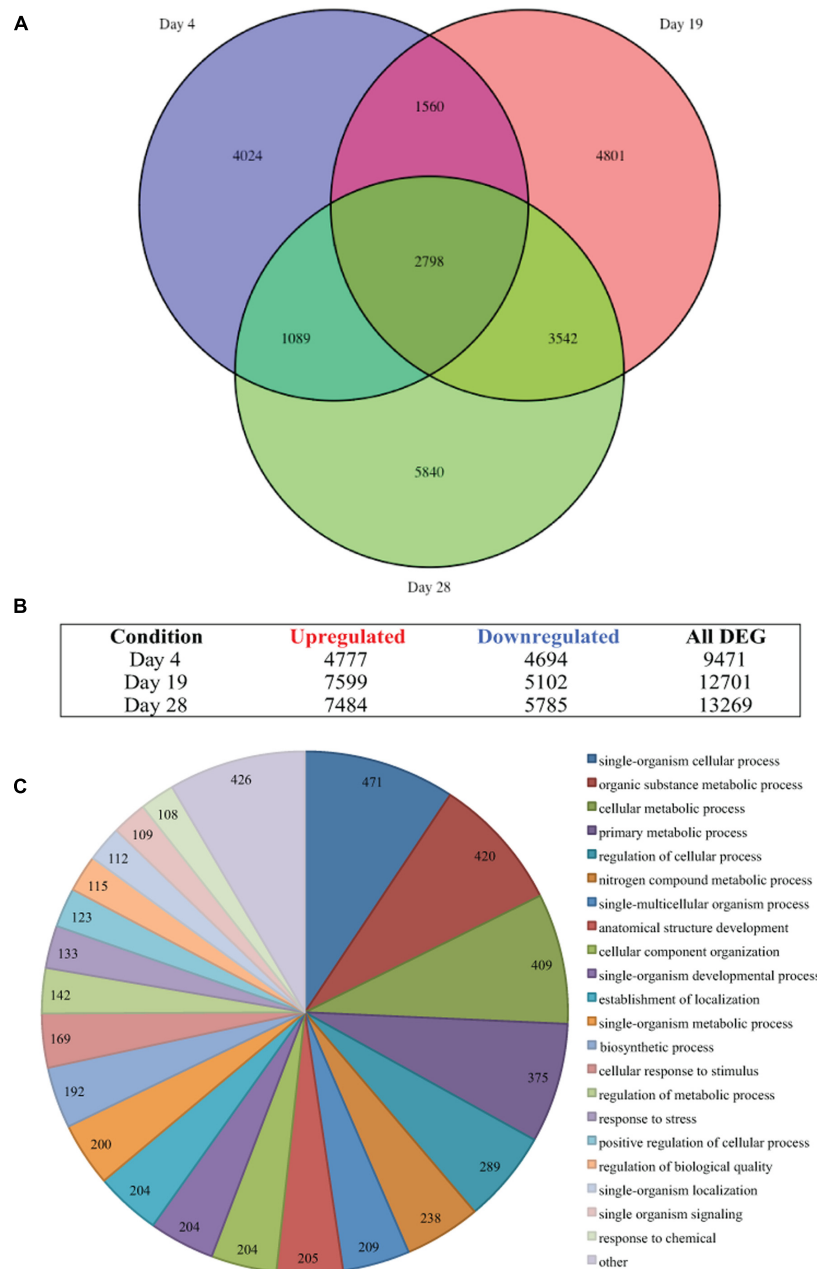 A
Day 4
Day 19
1560
4024
4801
2798
1089
3542
5840
Day 28
B
Condition Upregulated Downregulated All DEG
Day 4 4777 4694 9471
Day 19 7599 5102 12701
Day 28 7484 5785 13269
C
426
471
108
109
420
112
115
123
409
133
142
375
169
192
289
200
238
204
204
204
205
209
single-organism cellular process
organic substance metabolic process
cellular metabolic process
primary metabolic process
regulation of cellular process
nitrogen compound metabolic process
single-multicellular organism process
anatomical structure development
cellular component organization
single-organism developmental process
establishment of localization
single-organism metabolic process
biosynthetic process
cellular response to stimulus
regulation of metabolic process
response to stress
positive regulation of cellular process
regulation of biological quality
single-organism localization
single organism signaling
response to chemical
other